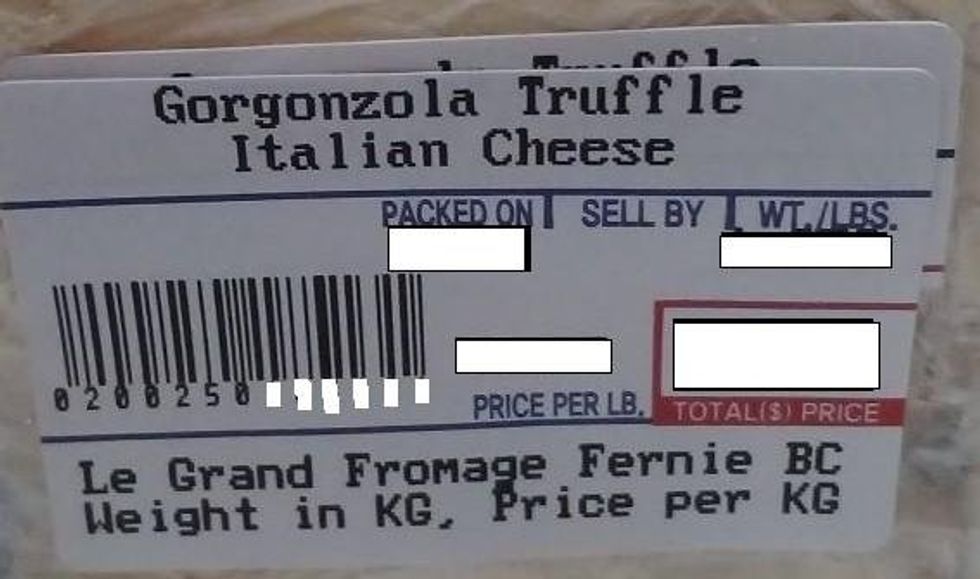 Gorgonzola Truffle
Italian Cheese
PACKED ON SELL BY WT./LBS.
0200250
PRICE PER LB. TOTAL($) PRICE
Le Grand Fromage Fernie BC
Weight in KG, Price per KG